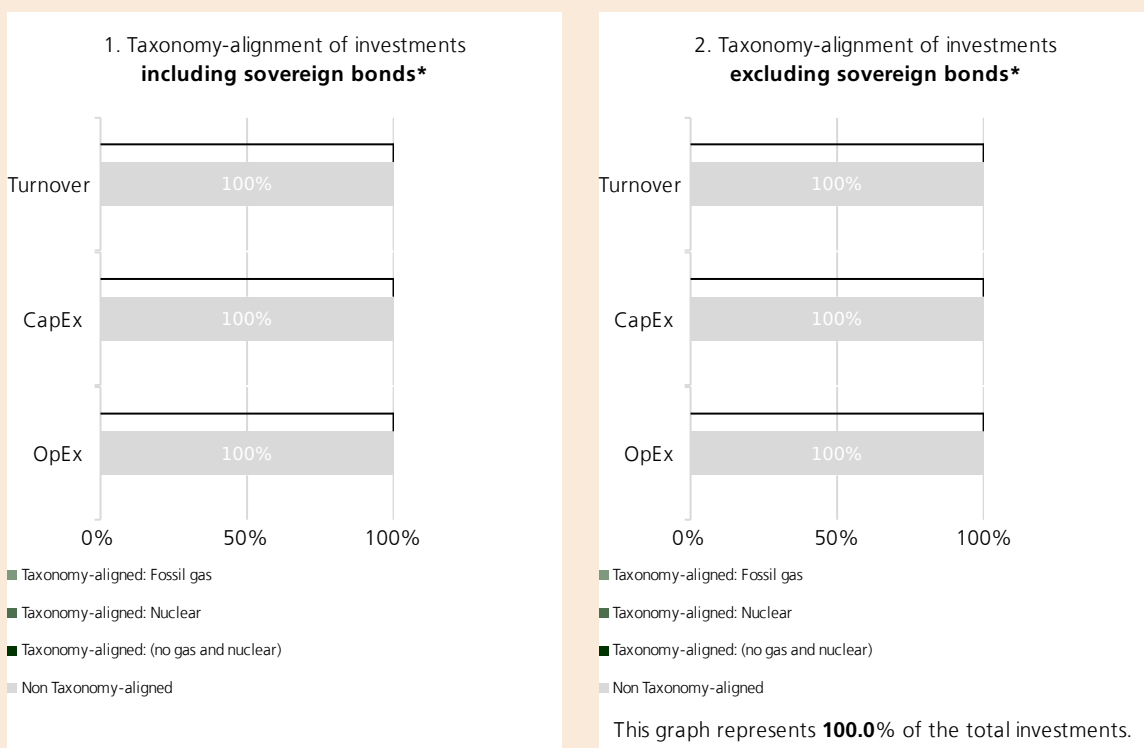 1. Taxonomy-alignment of investments
including sovereign bonds*
Turnover
100%
CapEx
100%
OpEx
100%
0% 50% 100%
Taxonomy-aligned: Fossil gas
Taxonomy-aligned: Nuclear
Taxonomy-aligned: (no gas and nuclear)
Non Taxonomy-aligned
2. Taxonomy-alignment of investments
excluding sovereign bonds*
Turnover
100%
CapEx
100%
OpEx
100%
0% 50% 100%
Taxonomy-aligned: Fossil gas
Taxonomy-aligned: Nuclear
Taxonomy-aligned: (no gas and nuclear)
Non Taxonomy-aligned
This graph represents 100.0% of the total investments.